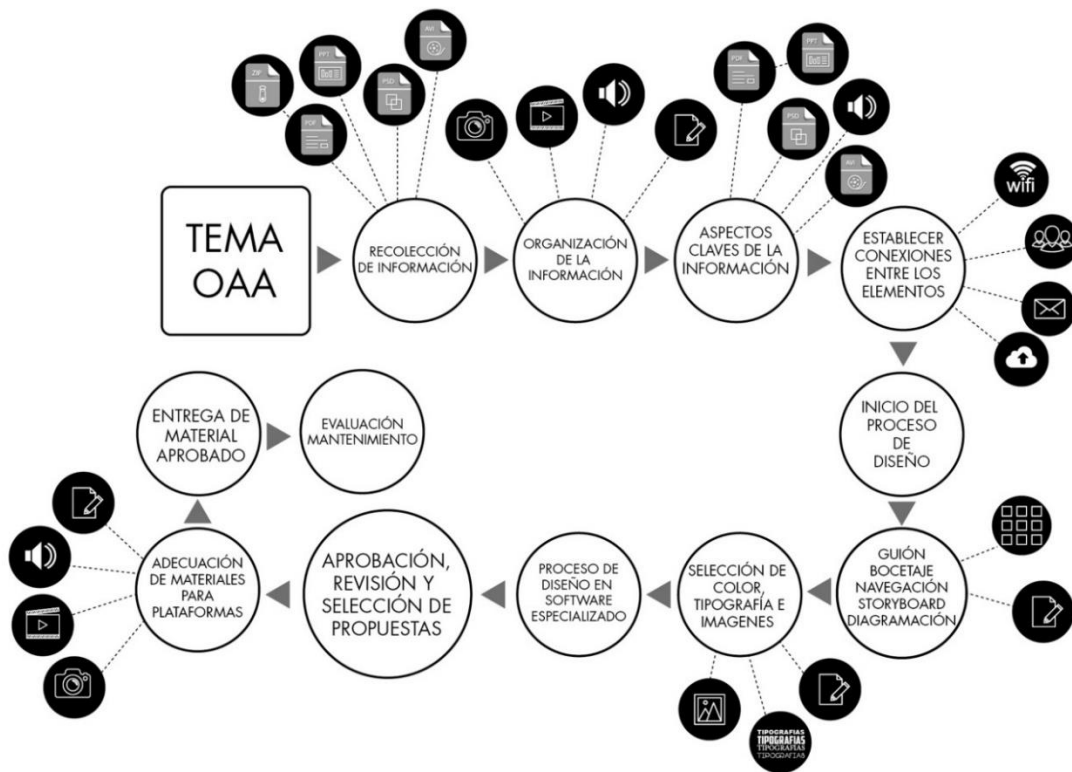 TEMA
OAA
ZIP
PDF
PPT
PSD
AVI
RECOLECCIÓN
DE INFORMACIÓN
ORGANIZACIÓN
DE LA
INFORMACIÓN
PDF
PPT
PSD
AVI
ASPECTOS
CLAVES DE LA
INFORMACIÓN
wifi
ESTABLECER
CONEXIONES
ENTRE LOS
ELEMENTOS
INICIO DEL
PROCESO
DE
DISEÑO
GUIÓN
BOCETAJE
NAVEGACIÓN
STORYBOARD
DIAGRAMACIÓN
SELECCIÓN DE
COLOR,
TIPOGRAFÍA E
IMAGENES
TIPOGRAFIAS
TIPOGRAFÍAS
TIPOGRAFÍAS
TIPOGRAFIAS
PROCESO DE
DISEÑO EN
SOFTWARE
ESPECIALIZADO
APROBACIÓN,
REVISIÓN Y
SELECCIÓN DE
PROPUESTAS
ADECUACIÓN
DE MATERIALES
PARA
PLATAFORMAS
ENTREGA DE
MATERIAL
APROBADO
EVALUACIÓN
MANTENIMIENTO